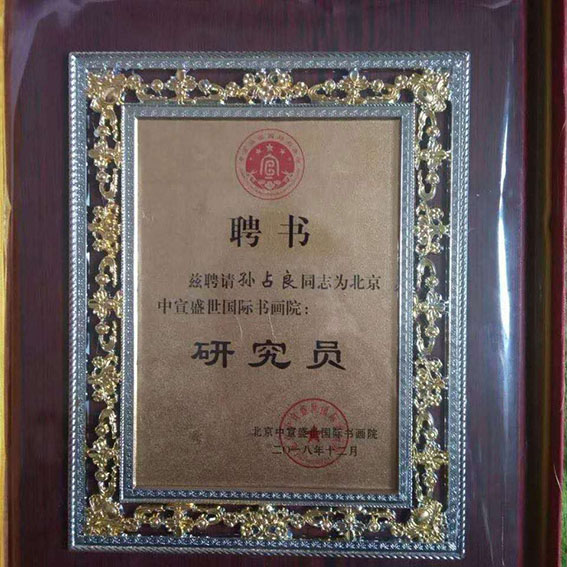 聘书
兹聘请孙占良同志为北京
中宣盛世国际书画院：
研究员
北京中宣盛世国际书画院
二〇一八年十二月